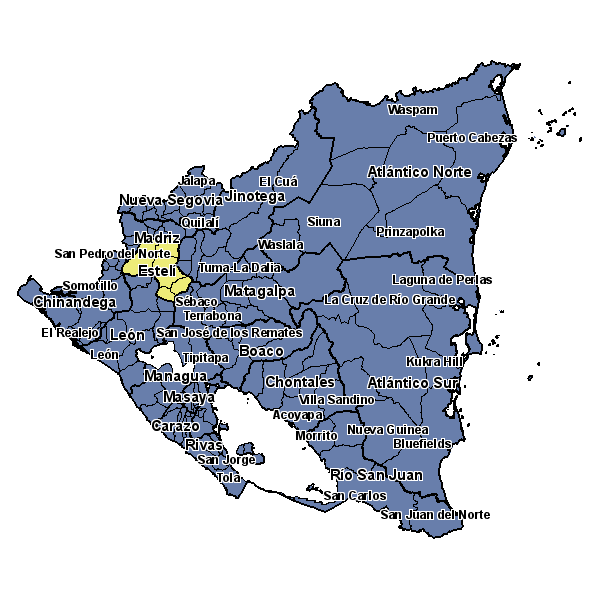 Waspam
Puerto Cabezas
Atlántico Norte
Jalapa
El Cuá
Nueva Segovia
Jinotega
Quilalí
Siuna
Prinzapolka
Madriz
Waslala
San Pedro del Norte
Estelí
Tuma-La Dalia
Laguna de Perlas
Somotillo
Matagalpa
Chinandega
Sébaco
La Cruz de Río Grande
Terrabona
El Realejo
León
San José de los Remates
León
Tipitapa
Boaco
Kukra Hill
Managua
Chontales
Atlántico Sur
Masaya
Villa Sandino
Acoyapa
Carazo
Morrito
Nueva Guinea
Rivas
Bluefields
San Jorge
Tola
Río San Juan
San Carlos
San Juan del Norte